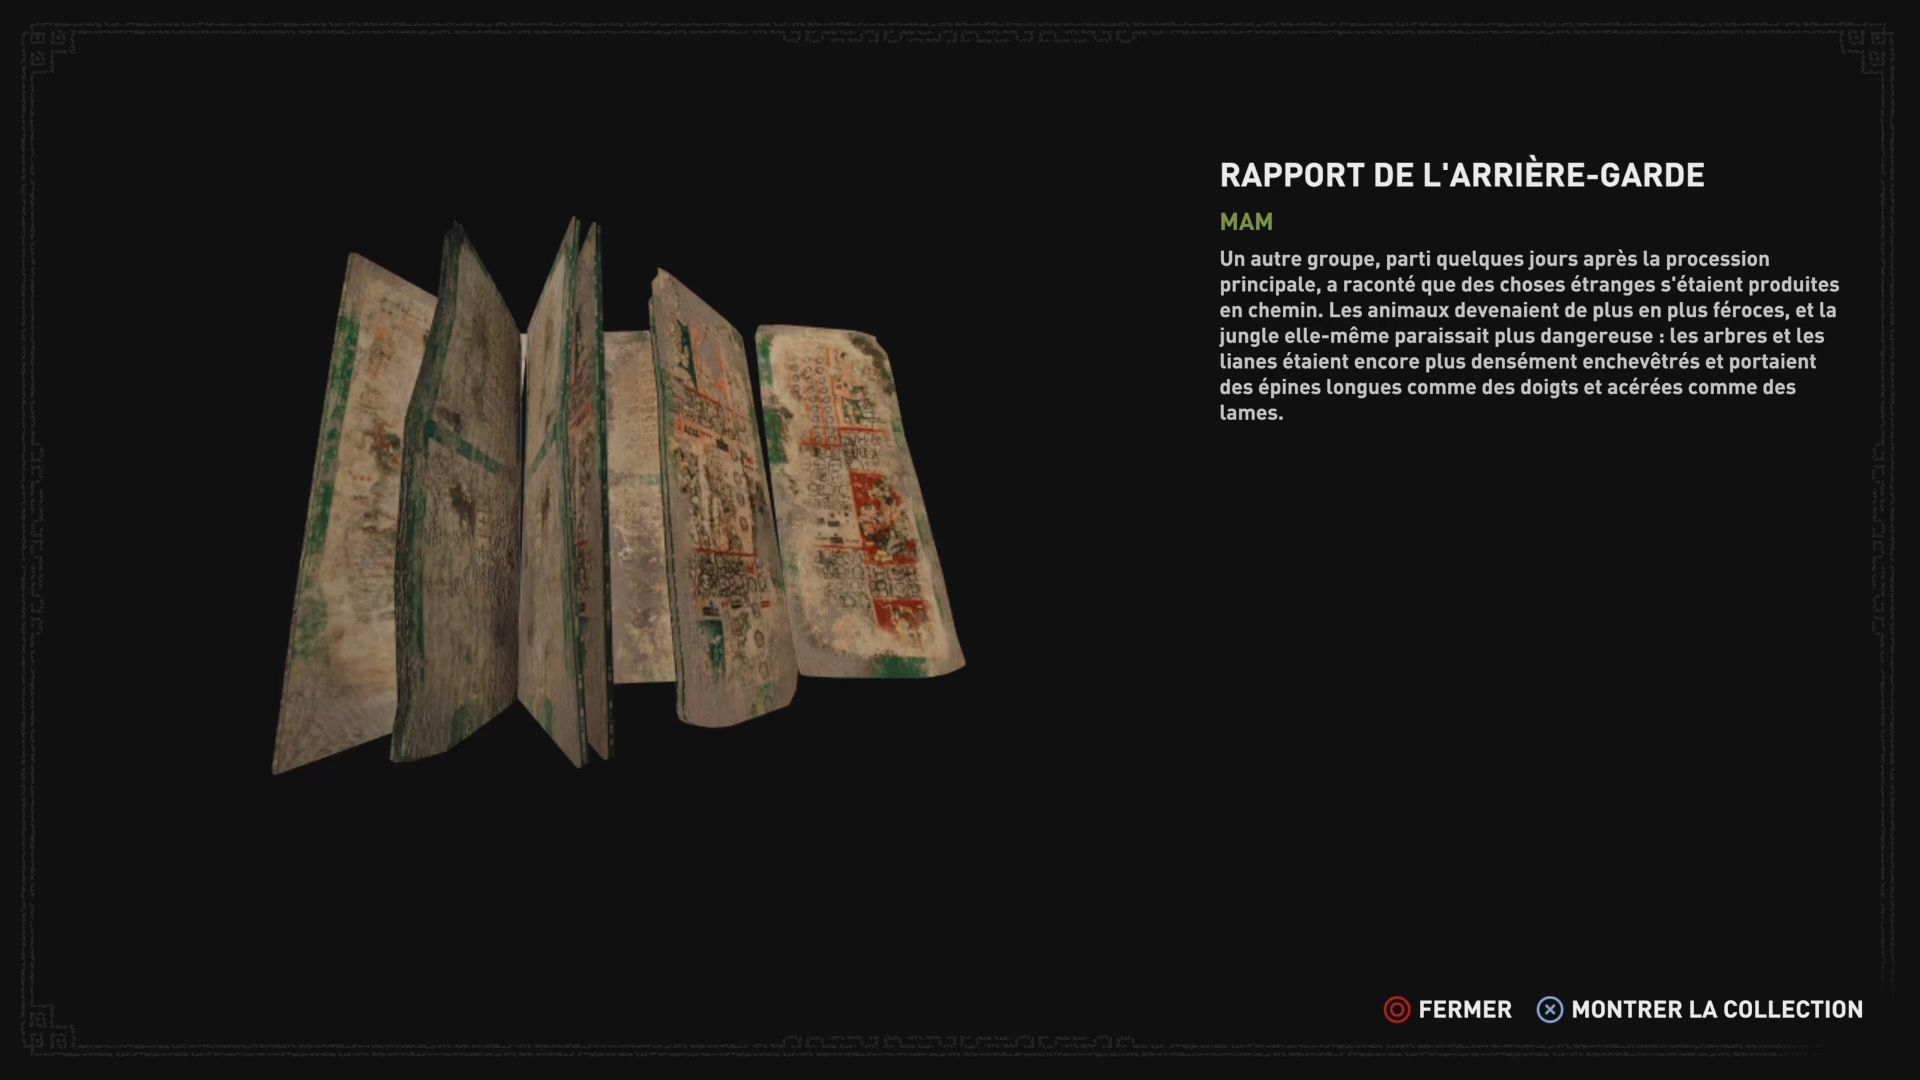 RAPPORT DE L'ARRIÈRE-GARDE
MAM
Un autre groupe, parti quelques jours après la procession
principale, a raconté que des choses étranges s'étaient produites
en chemin. Les animaux devenaient de plus en plus féroces, et la
jungle elle-même paraissait plus dangereuse : les arbres et les
lianes étaient encore plus densément enchevêtrés et portaient
des épines longues comme des doigts et acérées comme des
lames.
FERMER MONTRER LA COLLECTION